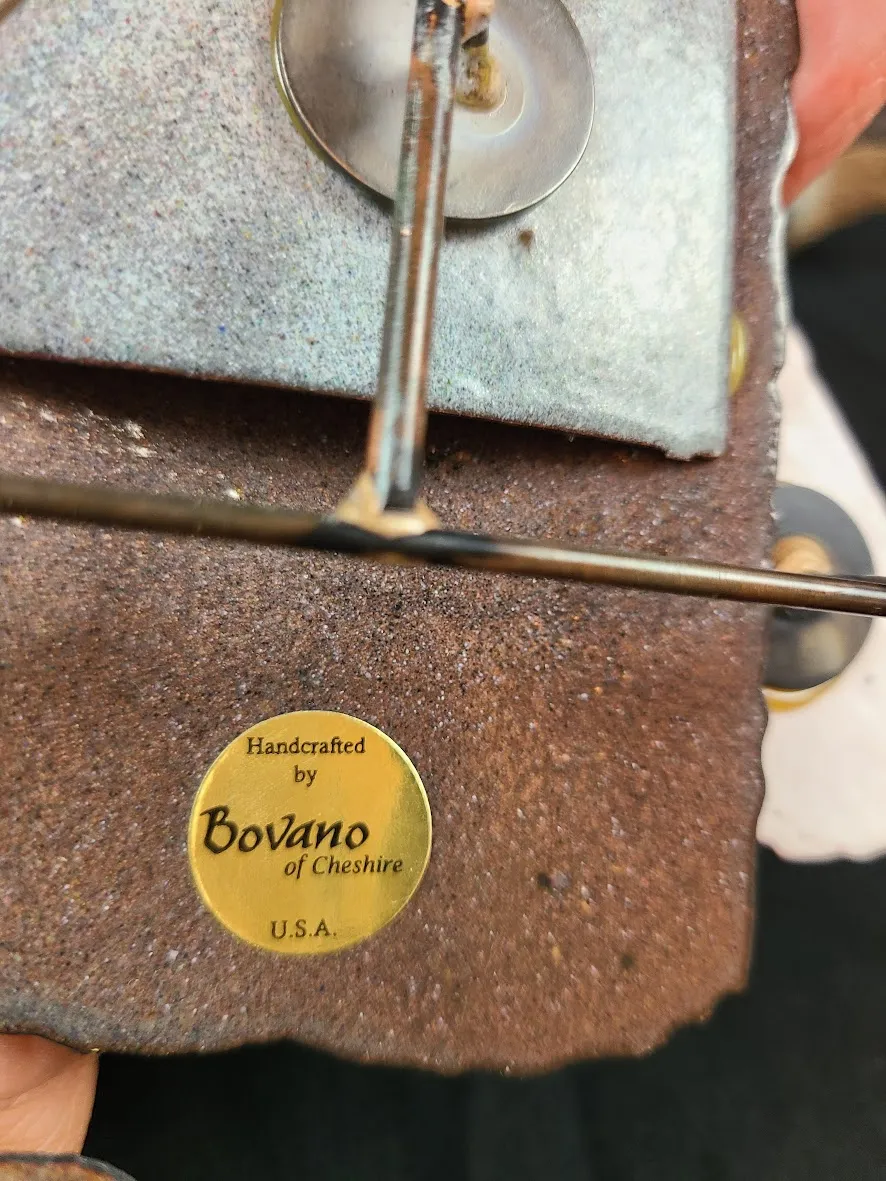 Handcrafted
by
Bovano
of Cheshire
U.S.A.